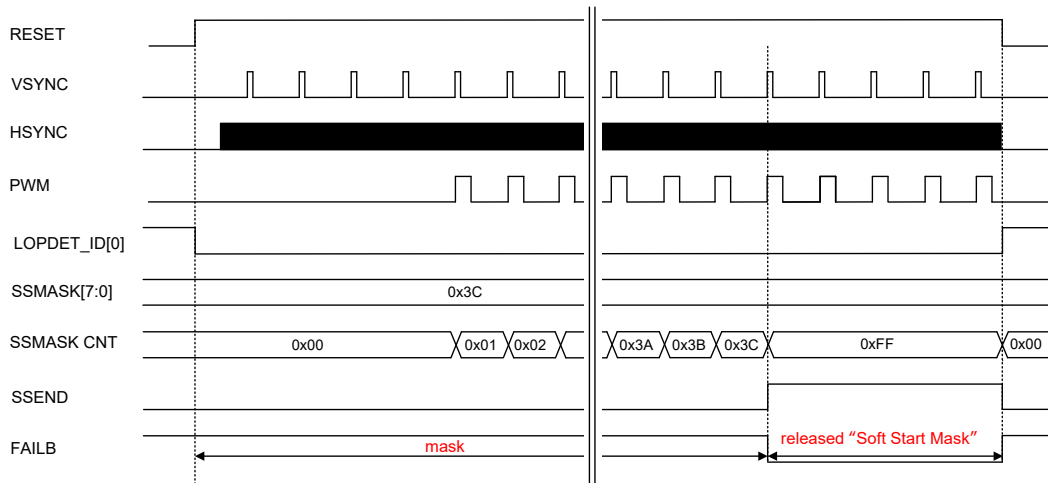 RESET
VSYNC
HSYNC
PWM
LOPDET_ID[0]
SSMASK[7:0] 0x3C
SSMASK CNT 0x00 0x01 0x02 0x3A 0x3B 0x3C 0xFF 0x00
SSEND
FAILB mask released “Soft Start Mask”